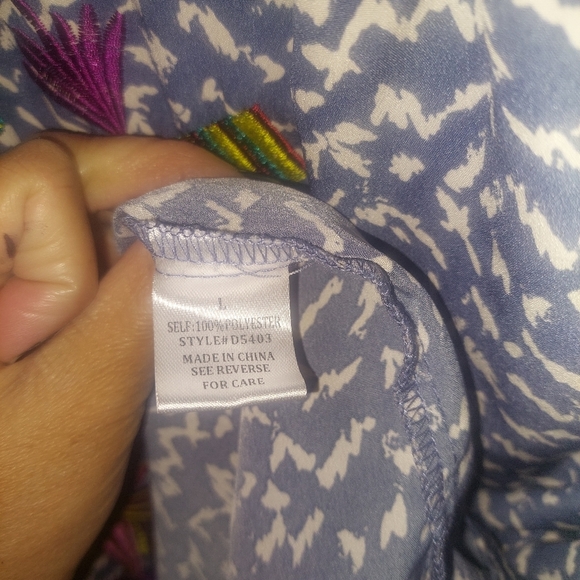 L
SELF:100%POLYESTER
STYLE#D5403
MADE IN CHINA
SEE REVERSE
FOR CARE